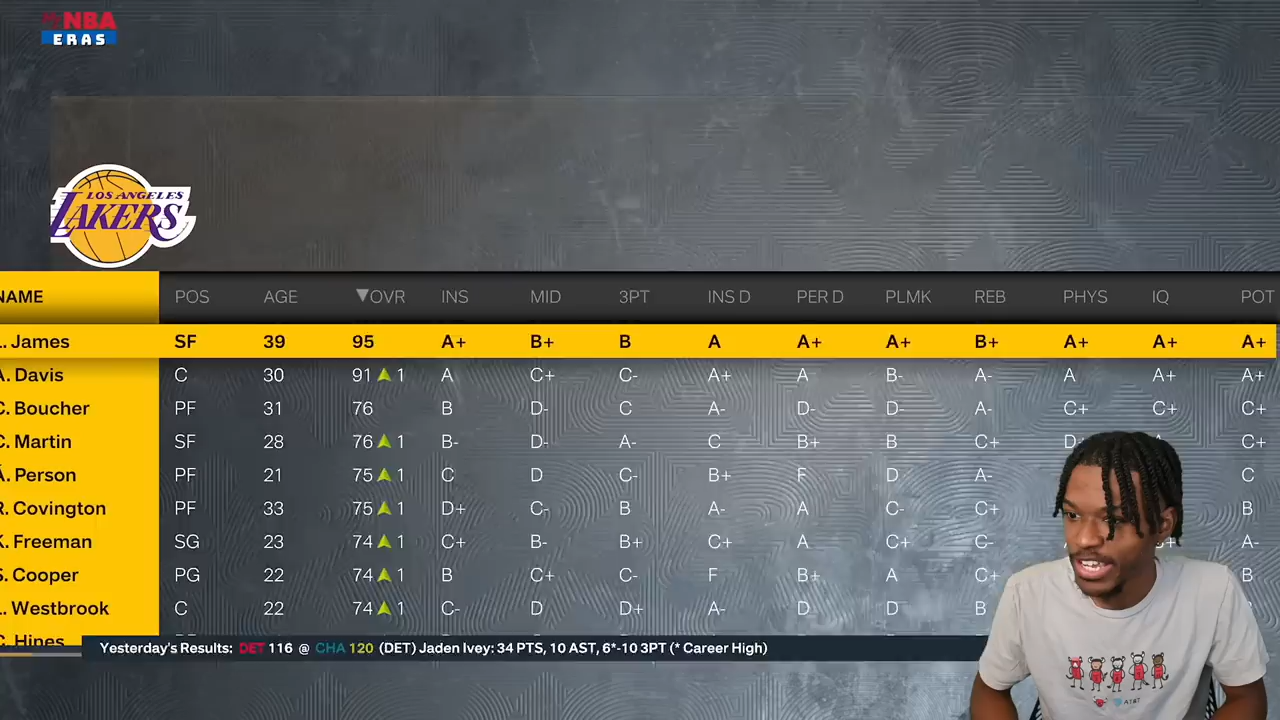 MyNBA
ERAS
LOS ANGELES
LAKERS
NAME POS AGE ▼OVR INS MID 3PT INS D PER D PLMK REB PHYS IQ POT
. James SF 39 95 A+ B+ B A A+ A+ B+ A+ A+ A+
A. Davis C 30 91 ▲ 1 A C+ C- A+ A B- A- A A+ A+
C. Boucher PF 31 76 B D- C A- D- D- A- C+ C+ C+
C. Martin SF 28 76 ▲ 1 B- D- A- C B+ B C+ C+
A. Person PF 21 75 ▲ 1 C D C- B+ F D A- C
R. Covington PF 33 75 ▲ 1 D+ C- B A- A C- C+ B
K. Freeman SG 23 74 ▲ 1 C+ B- B+ C+ A C+ C- A-
S. Cooper PG 22 74 ▲ 1 B C+ C- F B+ A C+ B
. Westbrook C 22 74 ▲ 1 C- D D+ A- D D B
C. Hines
Yesterday's Results: DET 116 @ CHA 120 (DET) Jaden Ivey: 34 PTS, 10 AST, 6*-10 3PT (* Career High)
AT&T